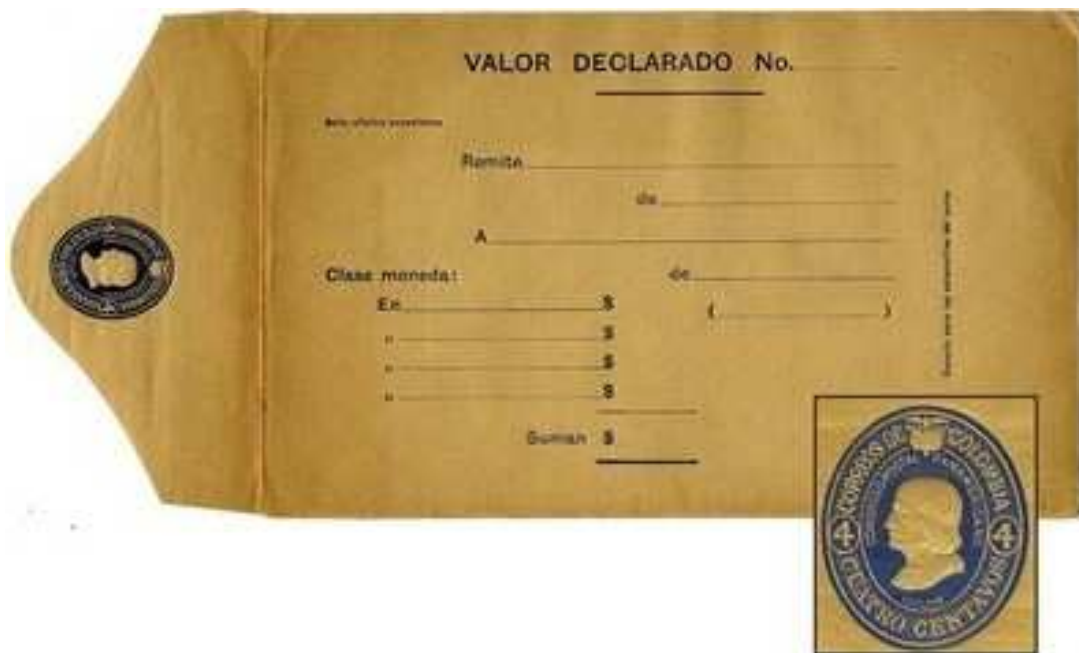 VALOR DECLARADO No.
Remite
de
A
Clase moneda:
de
En $
( )
„ $
„ $
„ $
Suman $
CORREOS DE COLOMBIA
4 4
CUATRO CENTAVOS